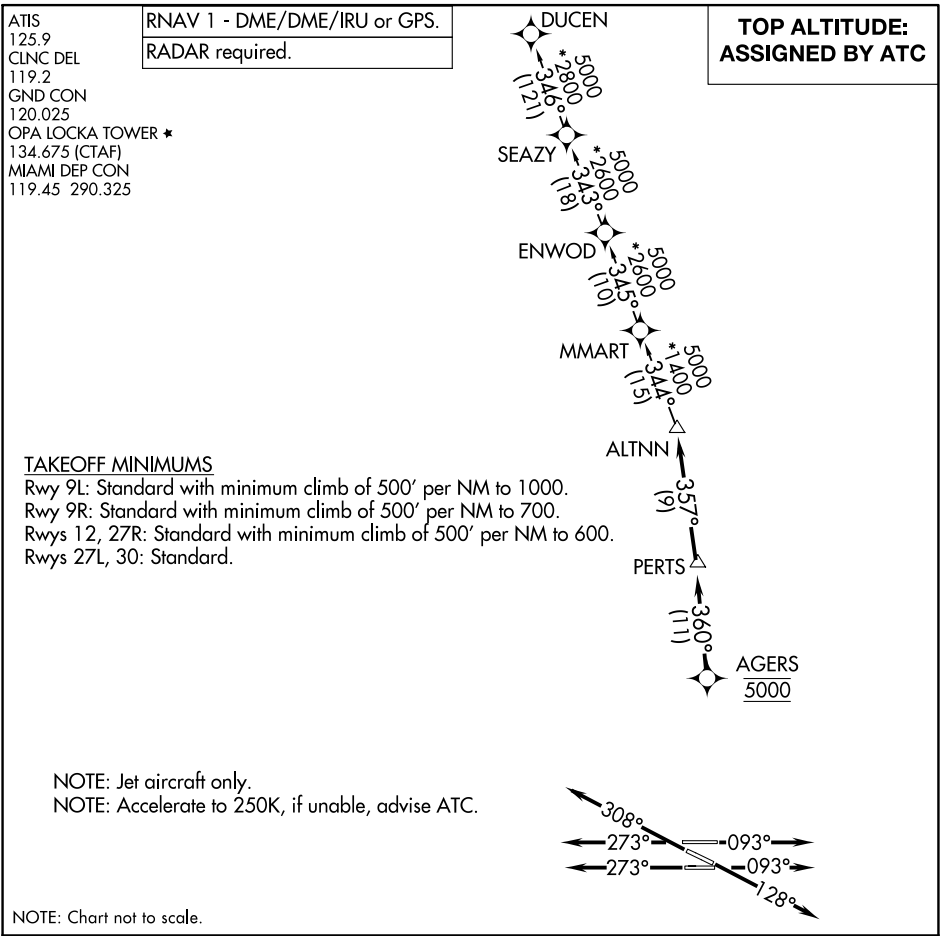 ATIS
125.9
CLNC DEL
119.2
GND CON
120.025
OPA LOCKA TOWER ★
134.675 (CTAF)
MIAMI DEP CON
119.45 290.325
RNAV 1 - DME/DME/IRU or GPS.
RADAR required.
TOP ALTITUDE:
ASSIGNED BY ATC
DUCEN
5000
*2800
346°
(121)
SEAZY
5000
*2600
343°
(18)
ENWOD
5000
*2600
345°
(10)
MMART
5000
*1400
344°
(15)
ALTNN
357°
(9)
PERTS
360°
(11)
AGERS
5000
TAKEOFF MINIMUMS
Rwy 9L: Standard with minimum climb of 500' per NM to 1000.
Rwy 9R: Standard with minimum climb of 500' per NM to 700.
Rwys 12, 27R: Standard with minimum climb of 500' per NM to 600.
Rwys 27L, 30: Standard.
NOTE: Jet aircraft only.
NOTE: Accelerate to 250K, if unable, advise ATC.
308°
273° 093°
273° 093°
128°
NOTE: Chart not to scale.